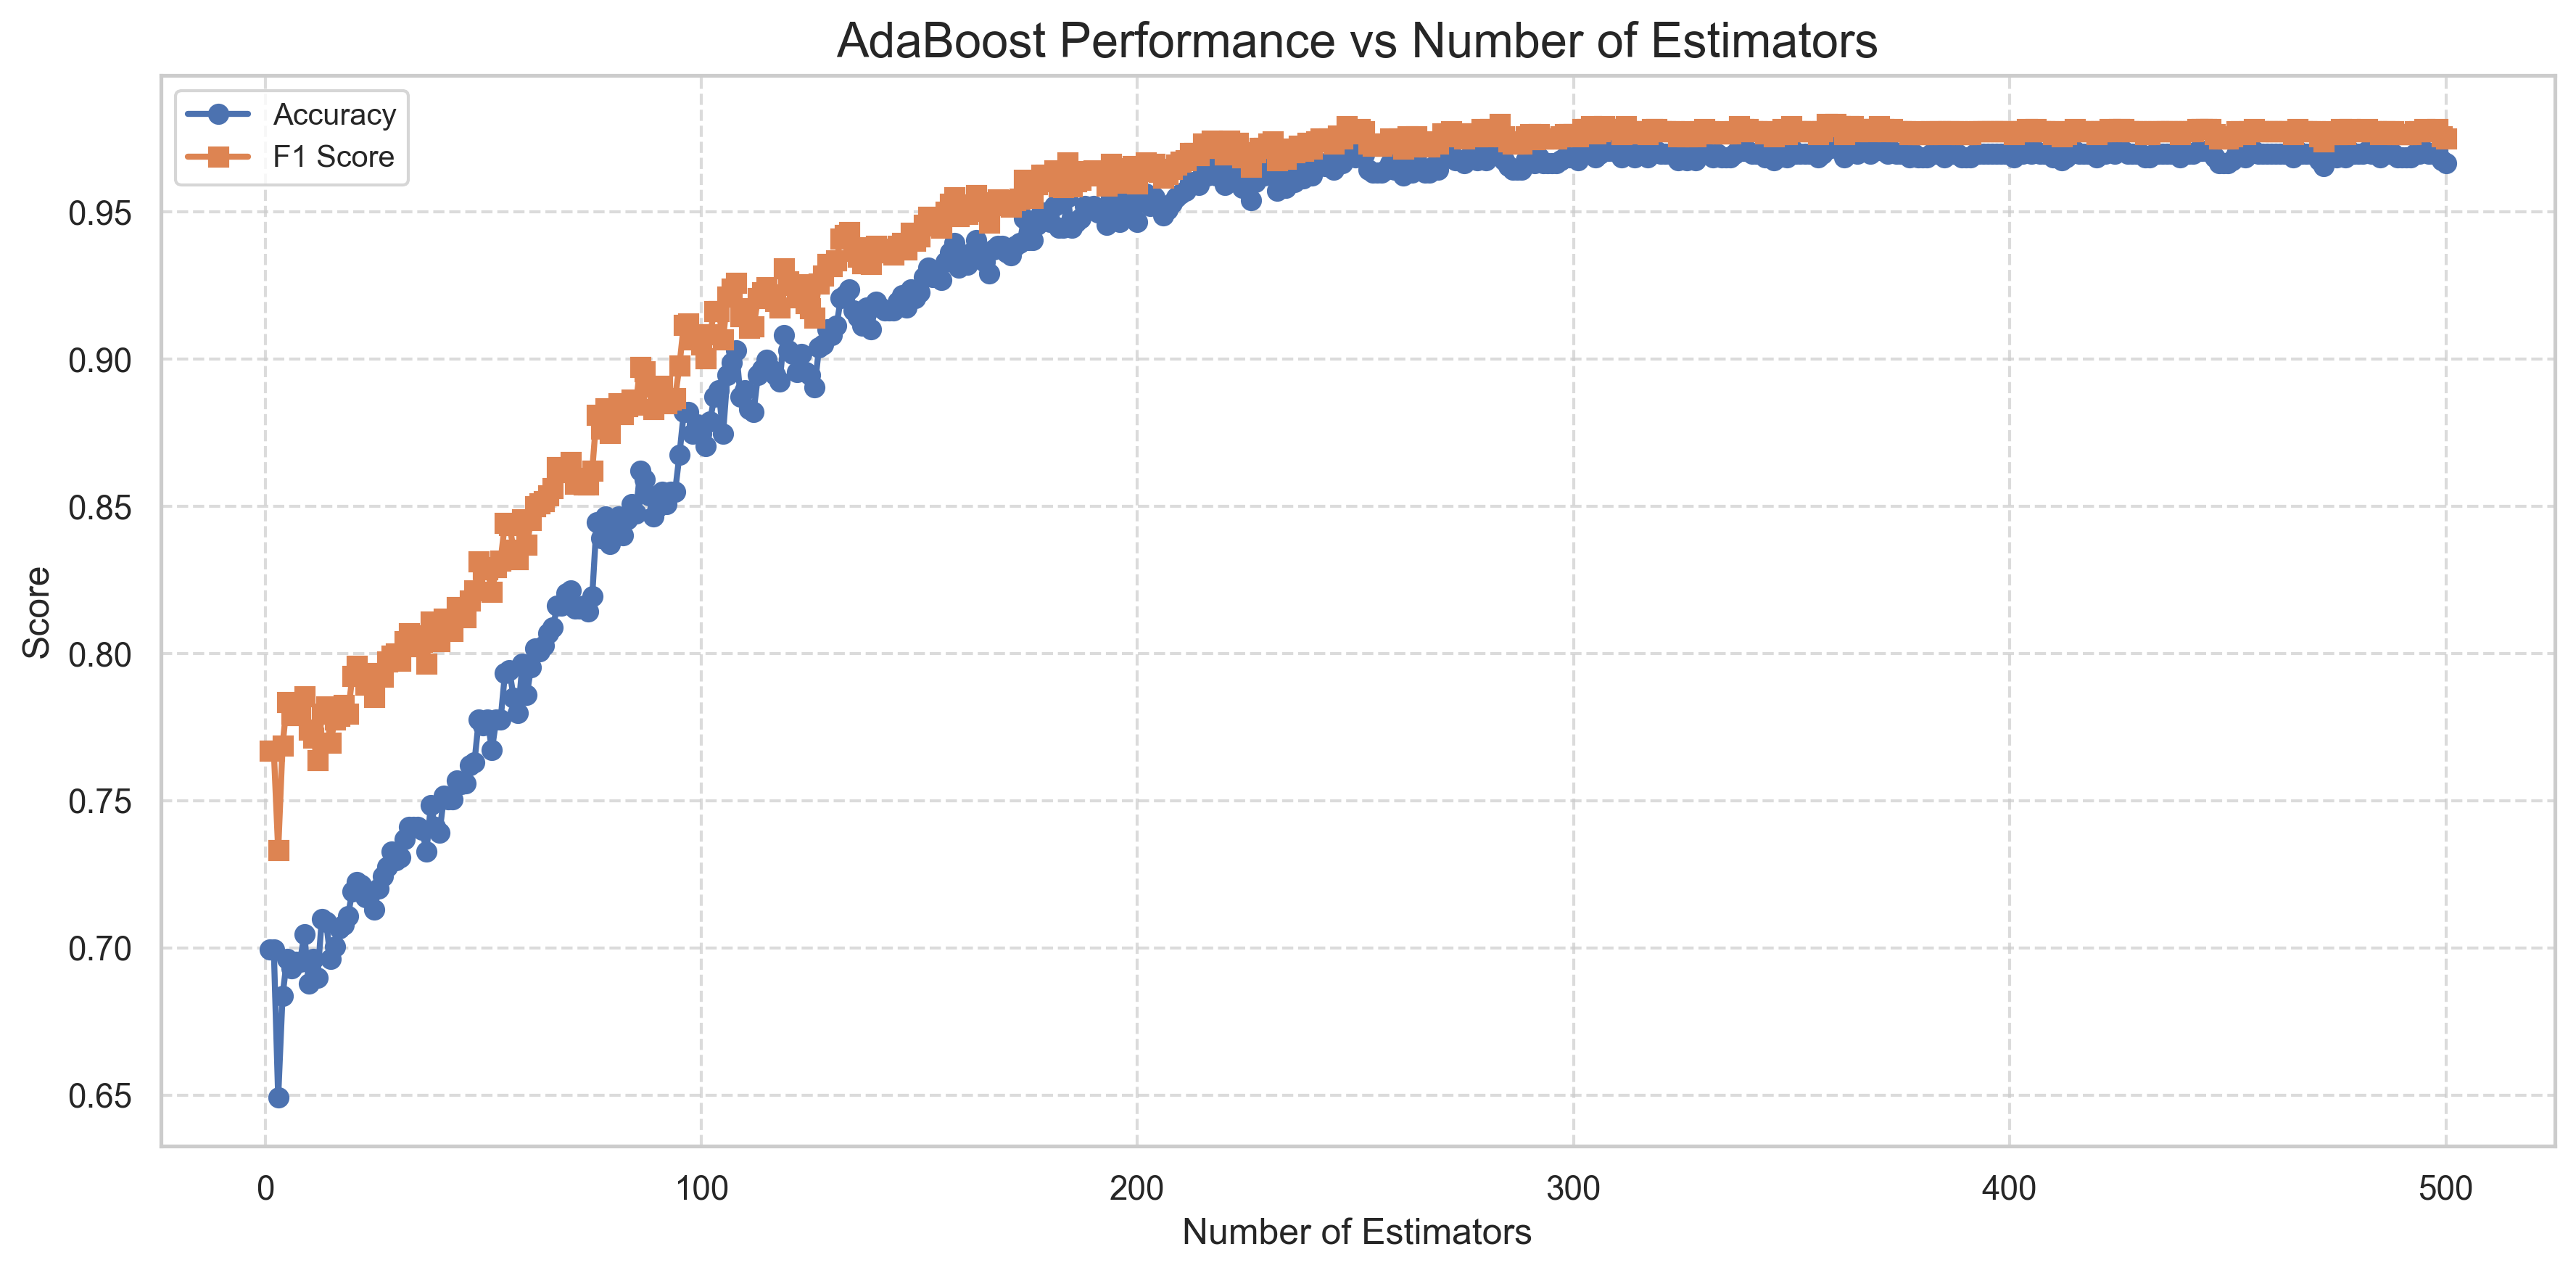 AdaBoost Performance vs Number of Estimators
Accuracy
F1 Score
0.95
0.90
0.85
0.80
0.75
0.70
0.65
Score
0 100 200 300 400 500
Number of Estimators